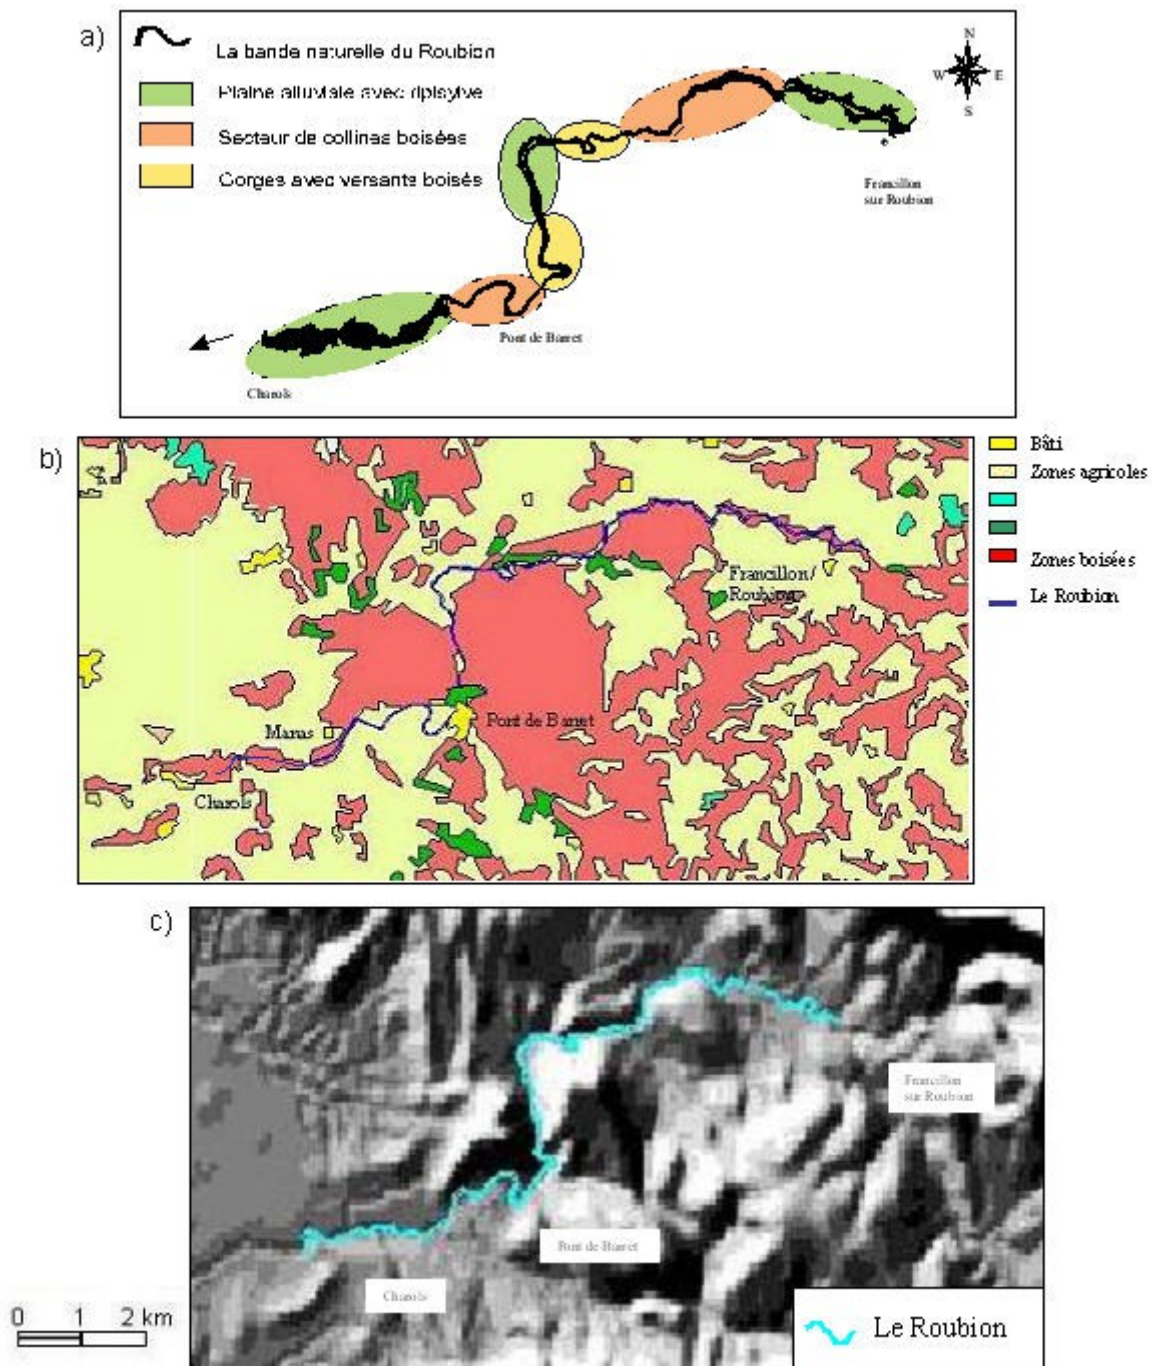 a)
La bande naturelle du Roubion
Plaine alluviale avec ripisylve
Secteur de collines boisées
Gorges avec versants boisés
N
W E
S
Francillon
sur Roubion
Pont de Barret
Charols
b)
Bâti
Zones agricoles
Zones boisées
Le Roubion
Francillon/
Roubion
Manas
Pont de Barret
Charols
c)
Francillon
sur Roubion
Pont de Barret
Charols
0 1 2 km
Le Roubion